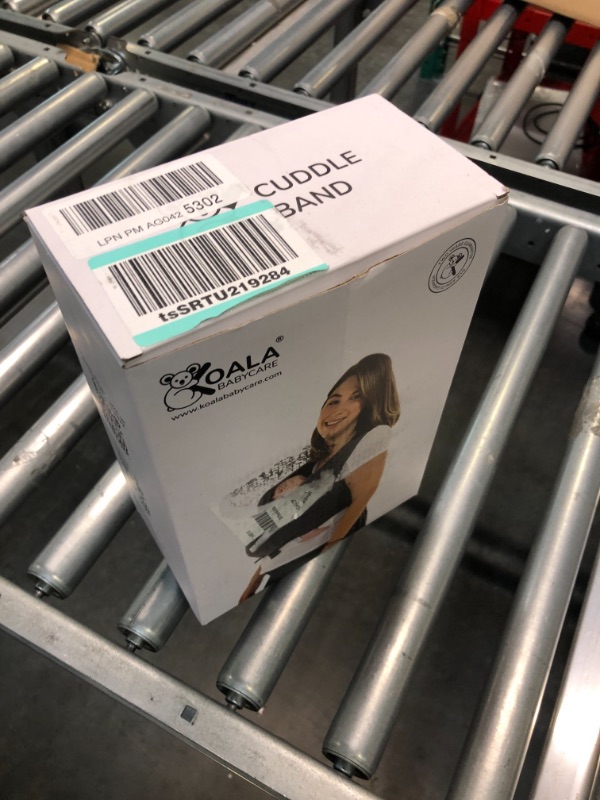 LPN PM AG042 5302
CUDDLE
BAND
tsSRTU219284
KOALA®
BABYCARE
www.koalababycare.com